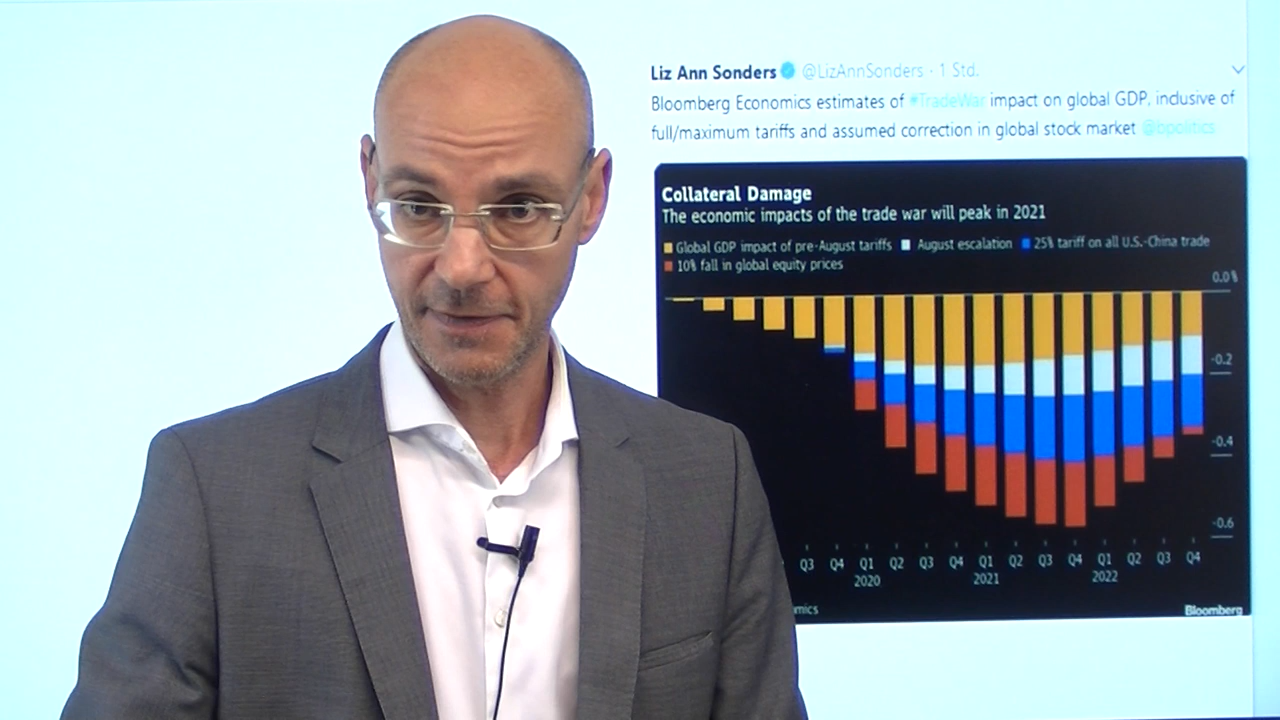 Liz Ann Sonders @LizAnnSonders · 1 Std.
Bloomberg Economics estimates of #TradeWar impact on global GDP, inclusive of
full/maximum tariffs and assumed correction in global stock market @bpolitics
Collateral Damage
The economic impacts of the trade war will peak in 2021
Global GDP impact of pre-August tariffs August escalation 25% tariff on all U.S.-China trade
10% fall in global equity prices
0.0%
-0.2
-0.4
-0.6
Q3 Q4 Q1 Q2 Q3 Q4 Q1 Q2 Q3 Q4 Q1 Q2 Q3 Q4
2020 2021 2022
mics Bloomberg